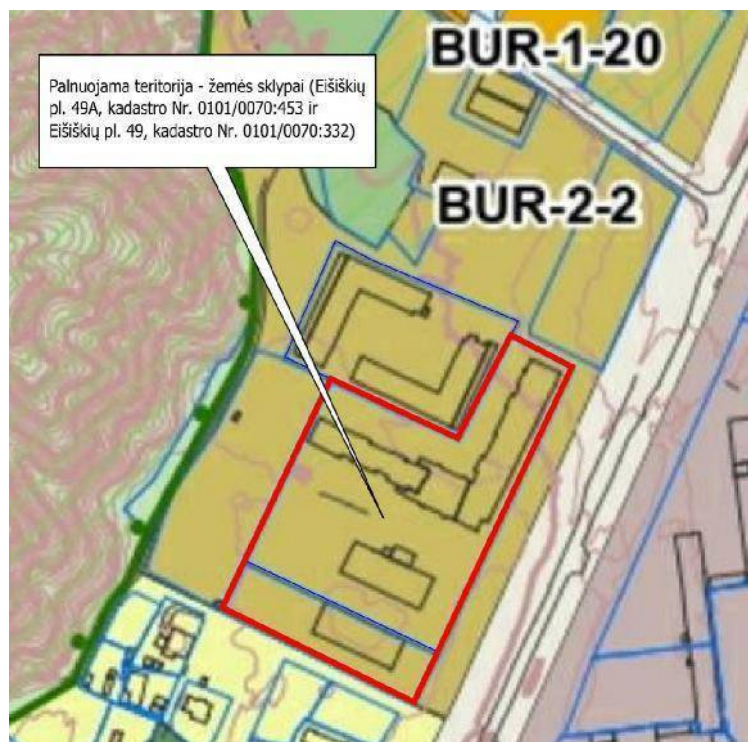 BUR-1-20
Palnuojama teritorija - žemės sklypai (Eišiškių
pl. 49A, kadastro Nr. 0101/0070:453 ir
Eišiškių pl. 49, kadastro Nr. 0101/0070:332)
BUR-2-2